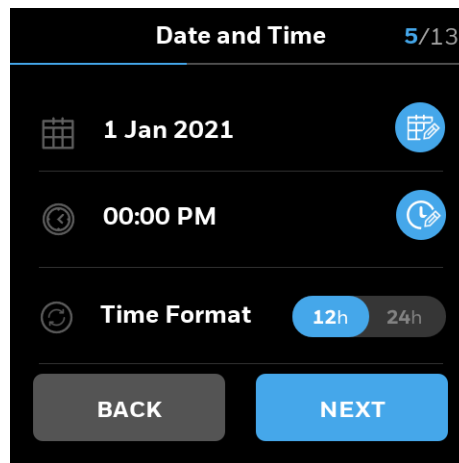 Date and Time 5/13
1 Jan 2021
00:00 PM
Time Format 12h 24h
BACK NEXT